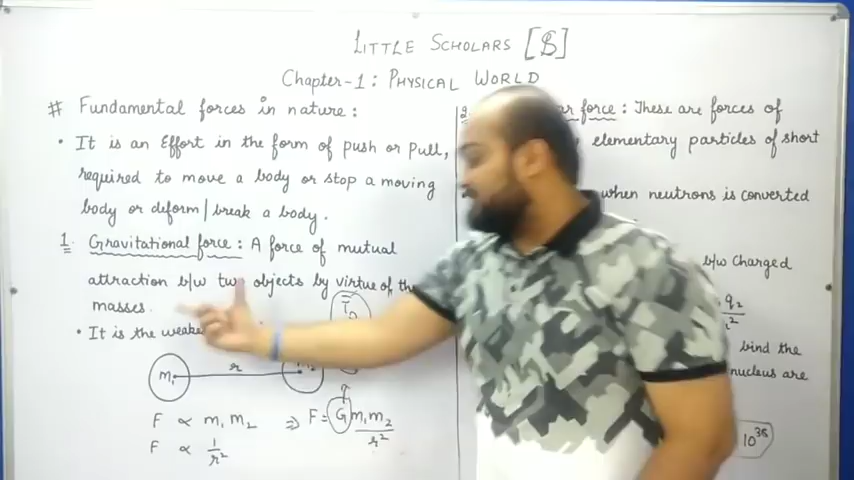 LITTLE SCHOLARS [$]
Chapter-1: PHYSICAL WORLD
# Fundamental forces in nature:
• It is an Effort in the form of push or pull,
required to move a body or stop a moving
body or deform/break a body.
1. Gravitational force: A force of mutual
attraction b/w two objects by virtue of the
masses.
• It is the
m₁ r
F ∝ m₁ m₂ ⇒ F = G m₁m₂/r²
F ∝ 1/r²
force: These are forces of
elementary particles of short
when neutrons is converted
b/w charged
q₂
r²
bind the
nucleus are
10³⁸